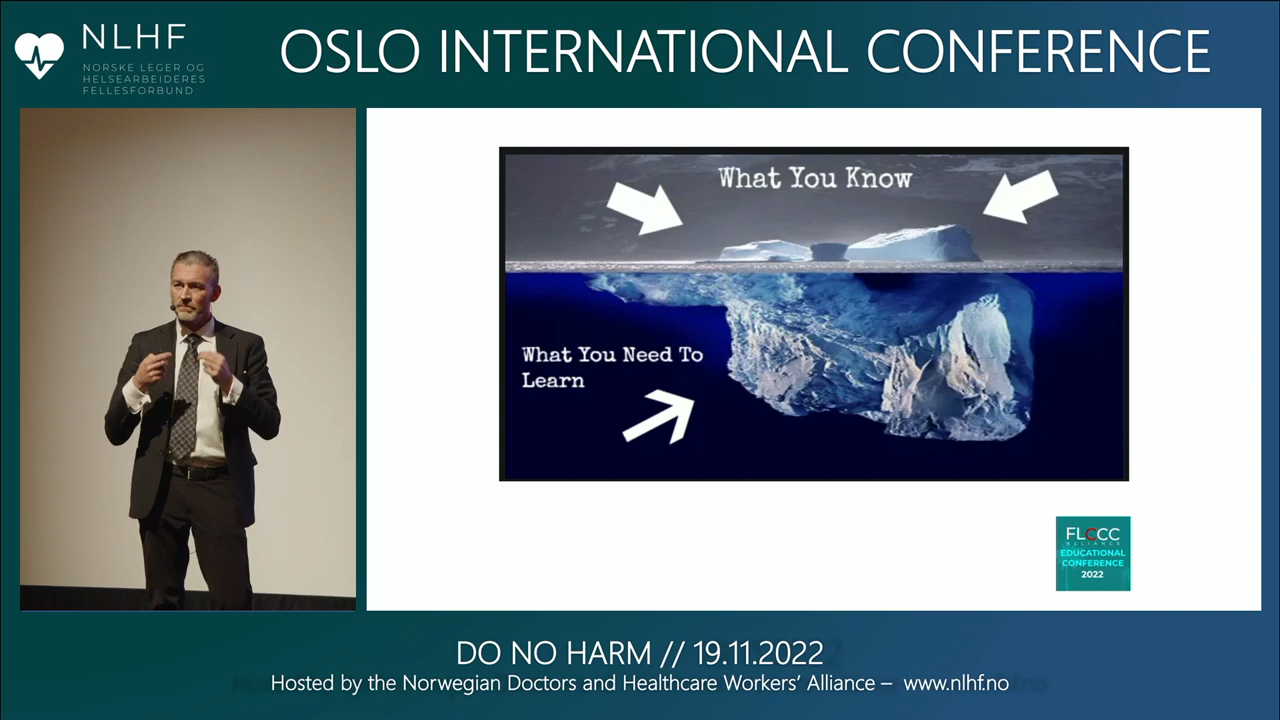 NLHF
NORSKE LEGER OG
HELSEARBEIDERES
FELLESFORBUND
OSLO INTERNATIONAL CONFERENCE
What You Know
What You Need To
Learn
FLCCC
ALLIANCE
EDUCATIONAL
CONFERENCE
2022
DO NO HARM // 19.11.2022
Hosted by the Norwegian Doctors and Healthcare Workers' Alliance – www.nlhf.no